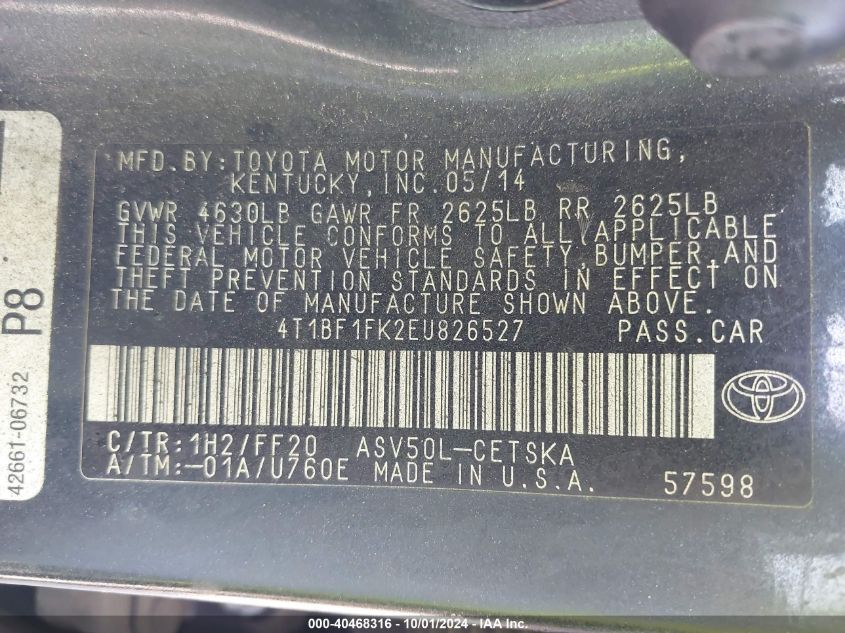 MFD. BY: TOYOTA MOTOR MANUFACTURING,
KENTUCKY, INC. 05/14
GVWR 4630LB GAWR FR 2625LB RR 2625LB
THIS VEHICLE CONFORMS TO ALL APPLICABLE
FEDERAL MOTOR VEHICLE SAFETY, BUMPER, AND
THEFT PREVENTION STANDARDS IN EFFECT ON
THE DATE OF MANUFACTURE SHOWN ABOVE.
4T1BF1FK2EU826527 PASS. CAR
C/TR: 1H2/FF20 ASV50L-CETSKA
A/TM:-01A/U760E MADE IN U.S.A. 57598
P8
42661-06732
000-40468316 - 10/01/2024 - © IAA Inc.